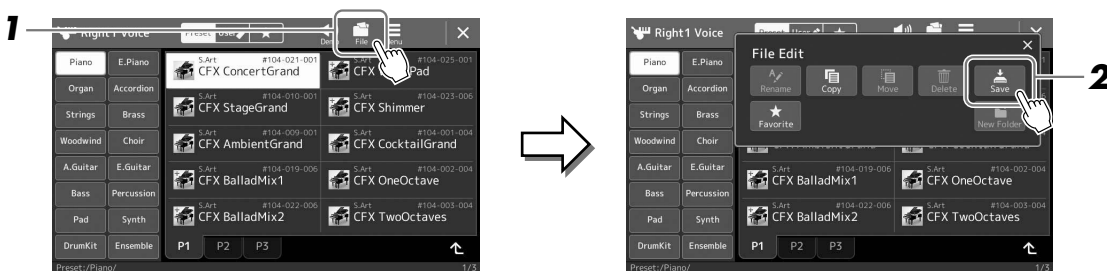 1
Right1 Voice Preset User ★ Demo File Menu ×
Piano E.Piano
Organ Accordion
Strings Brass
Woodwind Choir
A.Guitar E.Guitar
Bass Percussion
Pad Synth
DrumKit Ensemble
S.Art #104-021-001
CFX ConcertGrand
S.Art #104-025-001
CFX Pad
S.Art #104-010-001
CFX StageGrand
S.Art #104-023-006
CFX Shimmer
S.Art #104-009-001
CFX AmbientGrand
S.Art #104-001-004
CFX CocktailGrand
S.Art #104-019-006
CFX BalladMix1
S.Art #104-002-004
CFX OneOctave
S.Art #104-022-006
CFX BalladMix2
S.Art #104-003-004
CFX TwoOctaves
P1 P2 P3
Preset:/Piano/ 1/3
2
Right1 Voice Preset User ★
File Edit ×
Rename Copy Move Delete Save
Favorite New Folder
Piano E.Piano
Organ Accordion
Strings Brass
Woodwind Choir
A.Guitar E.Guitar
Bass Percussion
Pad Synth
DrumKit Ensemble
S.Art #104-019-006
CFX BalladMix1
S.Art #104-002-004
CFX OneOctave
S.Art #104-022-006
CFX BalladMix2
S.Art #104-003-004
CFX TwoOctaves
P1 P2 P3
Preset:/Piano/ 1/3